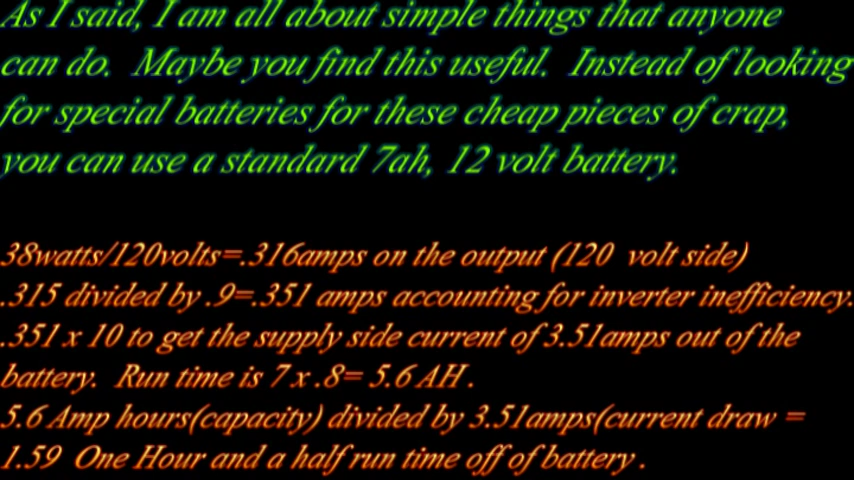 As I said, I am all about simple things that anyone
can do. Maybe you find this useful. Instead of looking
for special batteries for these cheap pieces of crap,
you can use a standard 7ah, 12 volt battery.
.38watts/120volts=.316amps on the output (120 volt side)
.315 divided by .9=.351 amps accounting for inverter inefficiency.
.351 x 10 to get the supply side current of 3.51amps out of the
battery. Run time is 7 x .8= 5.6 AH .
5.6 Amp hours(capacity) divided by 3.51amps(current draw =
1.59 One Hour and a half run time off of battery .